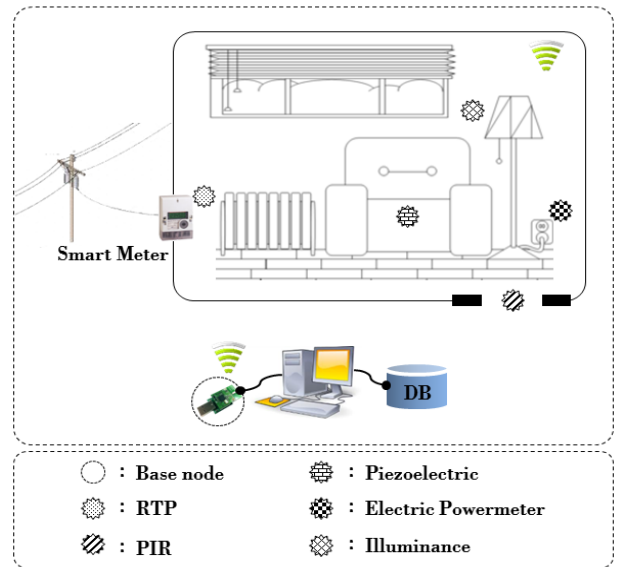 Smart Meter
DB
: Base node
: Piezoelectric
: RTP
: Electric Powermeter
: PIR
: Illuminance